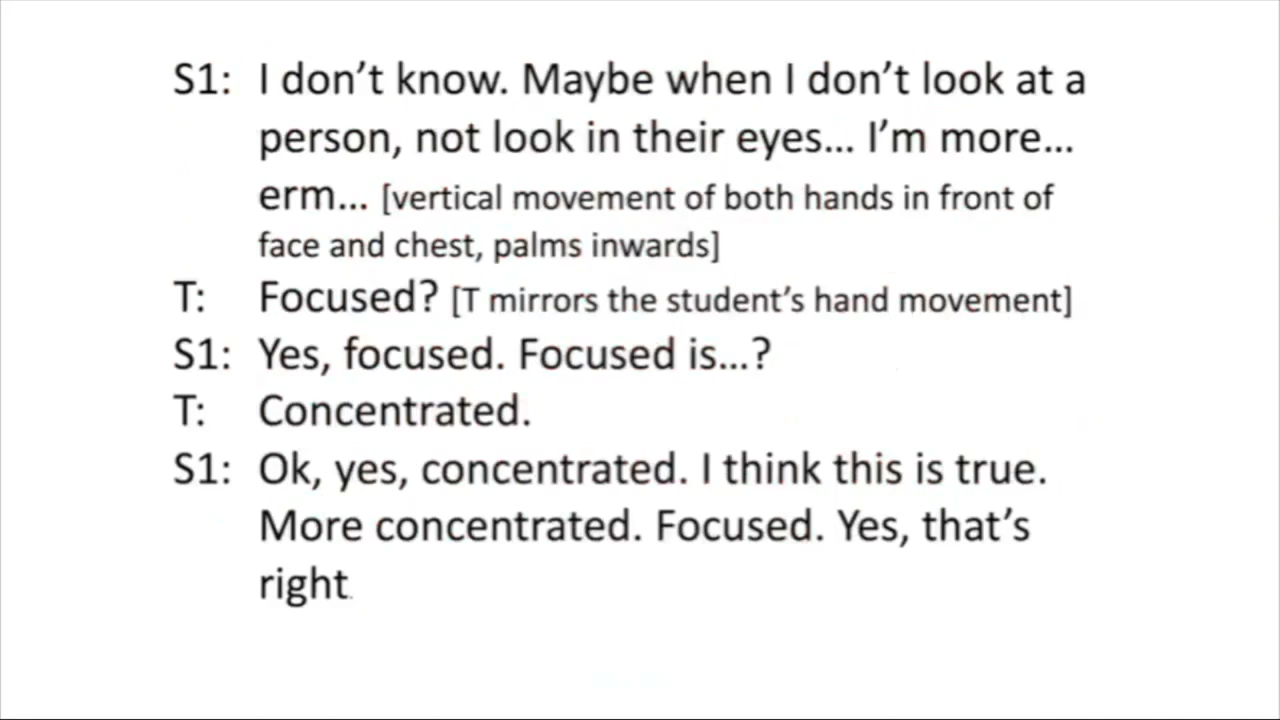 S1: I don’t know. Maybe when I don’t look at a
person, not look in their eyes... I’m more...
erm... [vertical movement of both hands in front of
face and chest, palms inwards]
T: Focused? [T mirrors the student’s hand movement]
S1: Yes, focused. Focused is...?
T: Concentrated.
S1: Ok, yes, concentrated. I think this is true.
More concentrated. Focused. Yes, that’s
right.